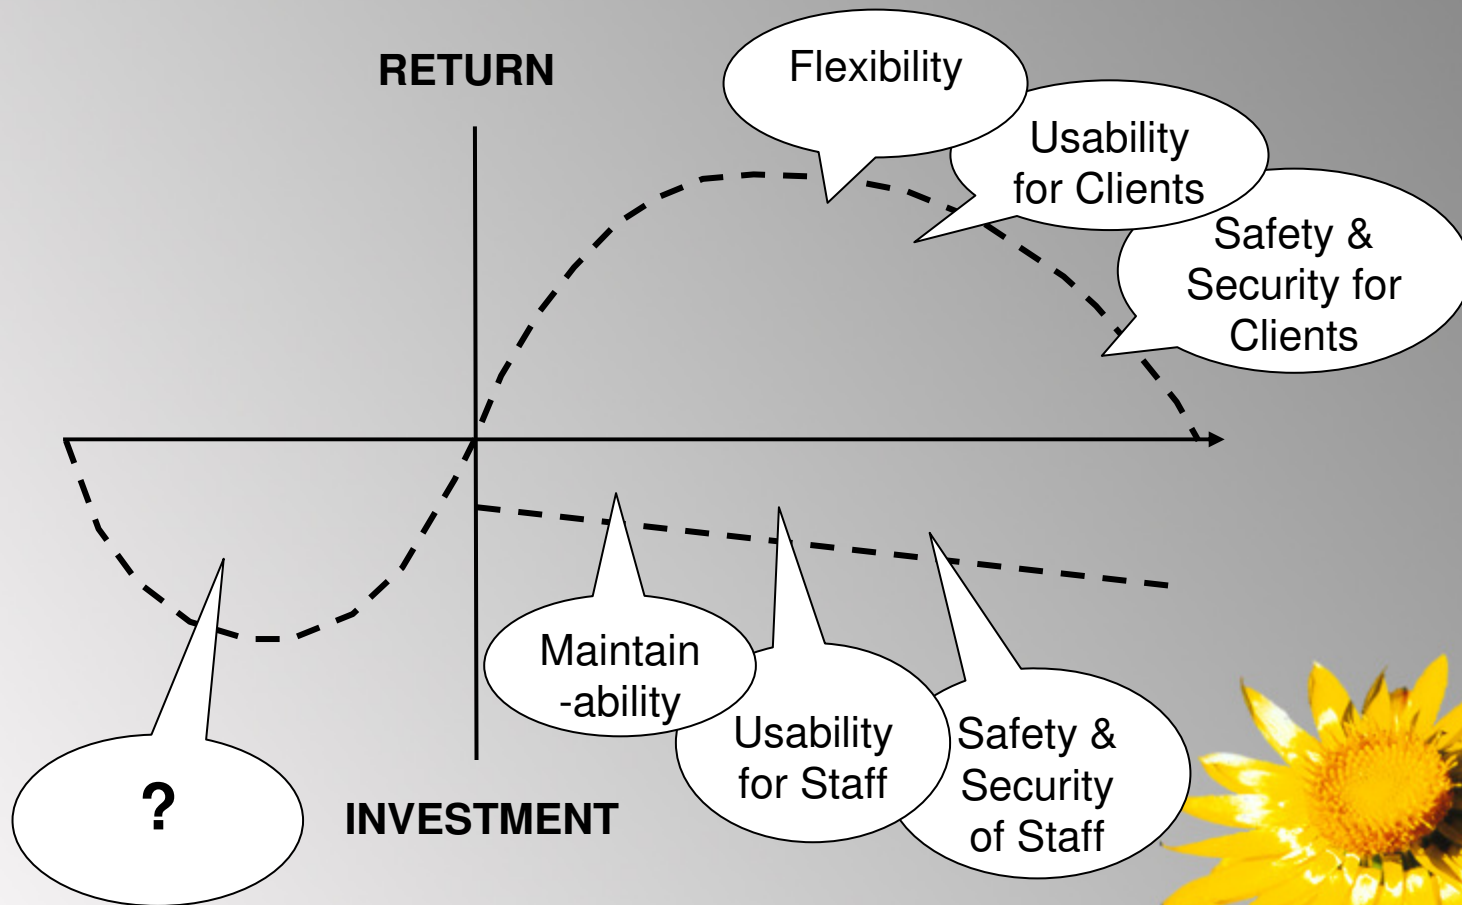 RETURN
Flexibility
Usability
for Clients
Safety &
Security for
Clients
Maintain
-ability
Usability
for Staff
Safety &
Security
of Staff
?
INVESTMENT